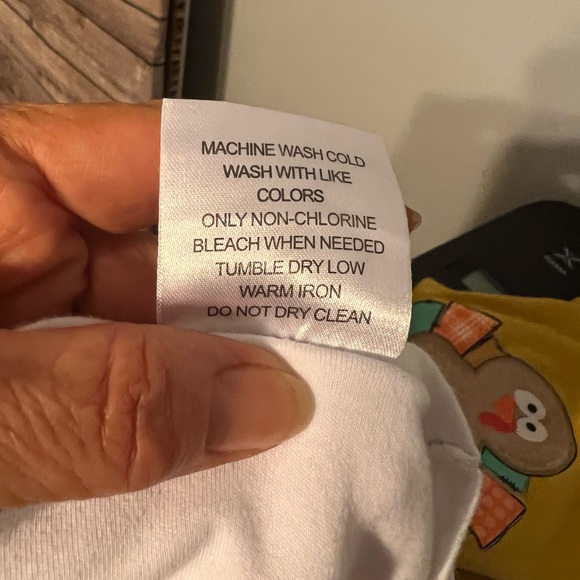 MACHINE WASH COLD
WASH WITH LIKE
COLORS
ONLY NON-CHLORINE
BLEACH WHEN NEEDED
TUMBLE DRY LOW
WARM IRON
DO NOT DRY CLEAN